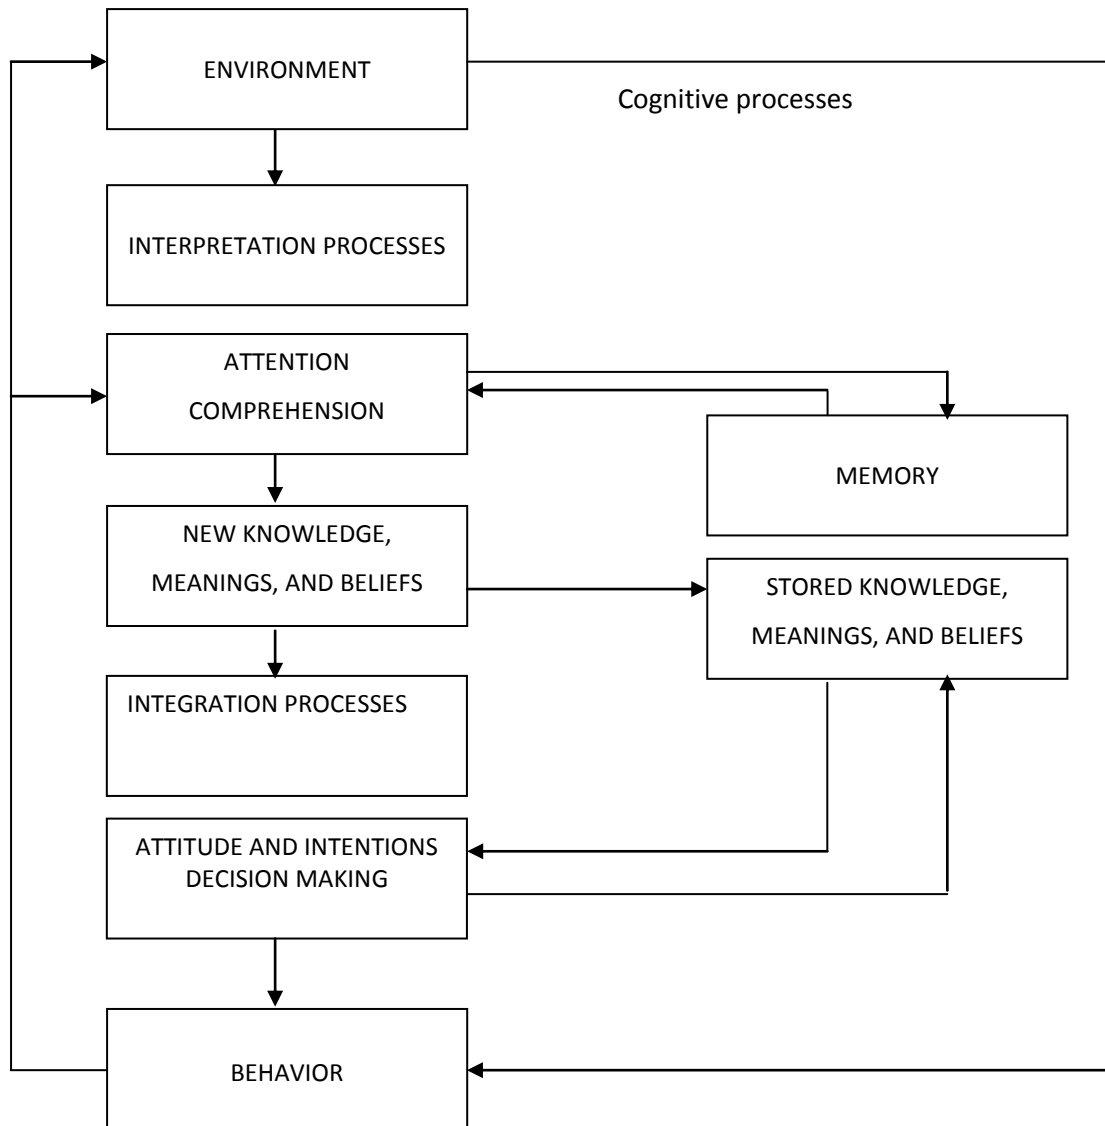 ENVIRONMENT
Cognitive processes
INTERPRETATION PROCESSES
ATTENTION
COMPREHENSION
MEMORY
NEW KNOWLEDGE,
MEANINGS, AND BELIEFS
STORED KNOWLEDGE,
MEANINGS, AND BELIEFS
INTEGRATION PROCESSES
ATTITUDE AND INTENTIONS
DECISION MAKING
BEHAVIOR